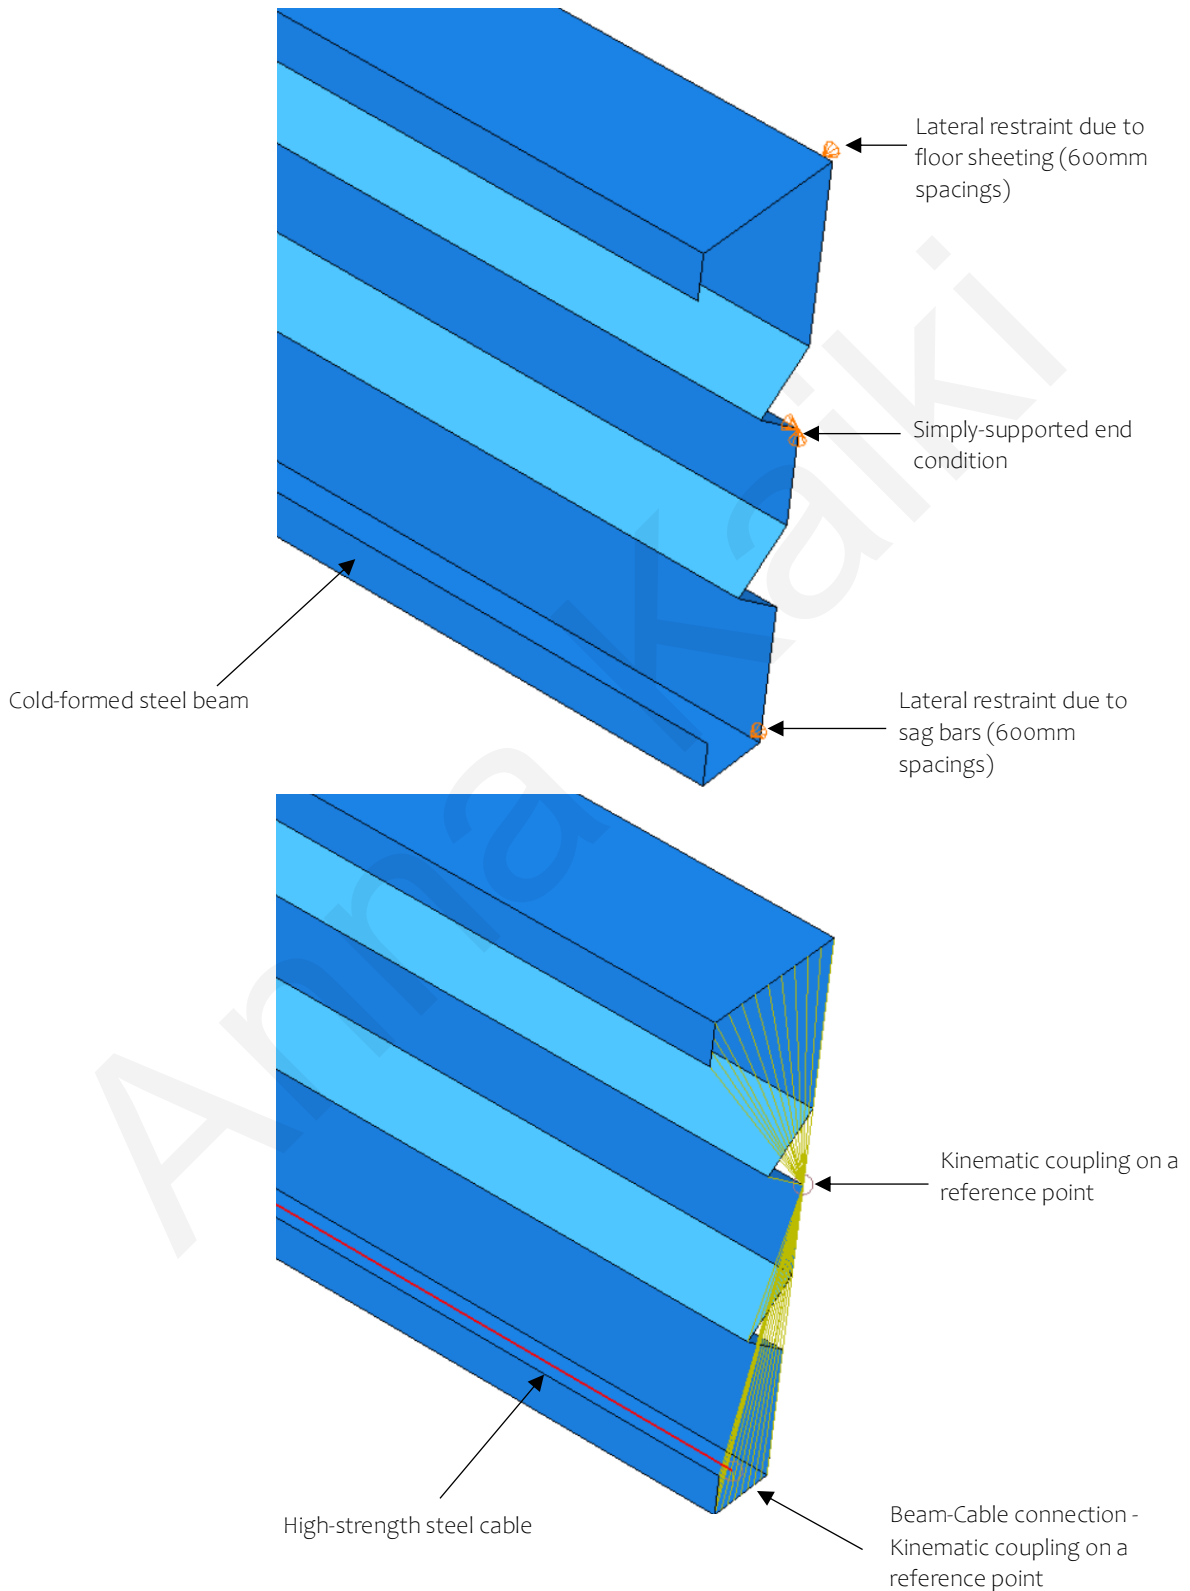 Lateral restraint due to
floor sheeting (600mm
spacings)
Simply-supported end
condition
Cold-formed steel beam
Lateral restraint due to
sag bars (600mm
spacings)
Kinematic coupling on a
reference point
High-strength steel cable
Beam-Cable connection -
Kinematic coupling on a
reference point
Anna Kaiki